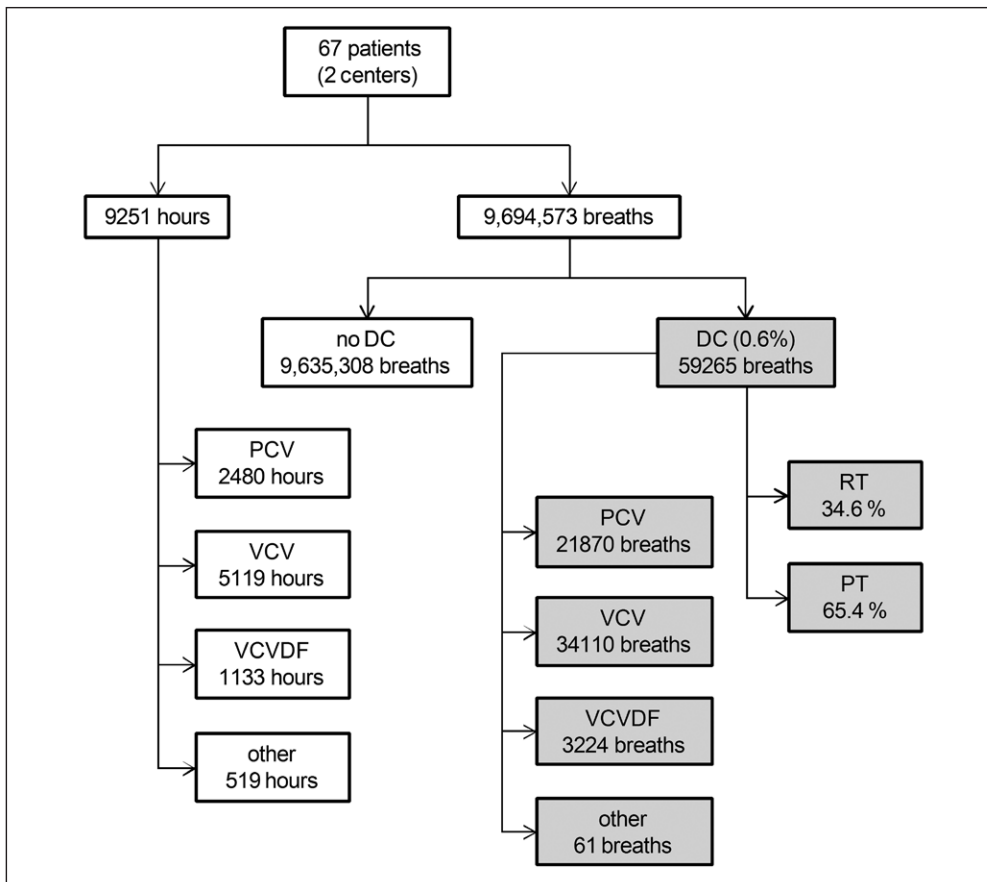 67 patients
(2 centers)
9251 hours
9,694,573 breaths
no DC
9,635,308 breaths
DC (0.6%)
59265 breaths
PCV
2480 hours
VCV
5119 hours
VCVDF
1133 hours
other
519 hours
PCV
21870 breaths
VCV
34110 breaths
VCVDF
3224 breaths
other
61 breaths
RT
34.6 %
PT
65.4 %